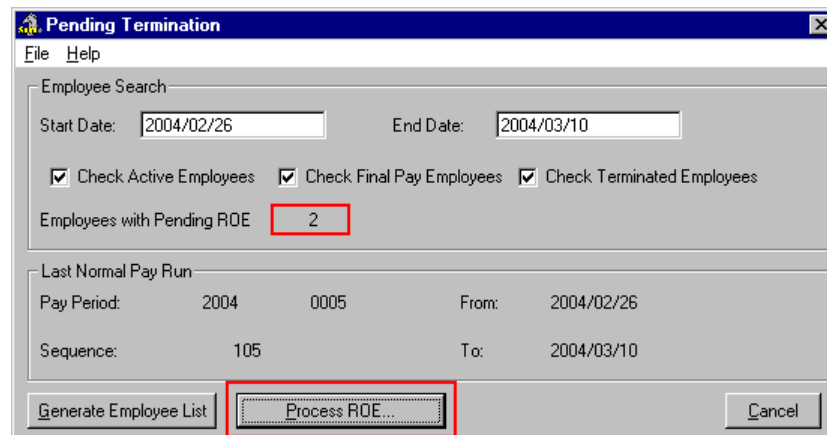 Pending Termination
File Help
Employee Search
Start Date: 2004/02/26 End Date: 2004/03/10
Check Active Employees Check Final Pay Employees Check Terminated Employees
Employees with Pending ROE 2
Last Normal Pay Run
Pay Period: 2004 0005 From: 2004/02/26
Sequence: 105 To: 2004/03/10
Generate Employee List Process ROE... Cancel